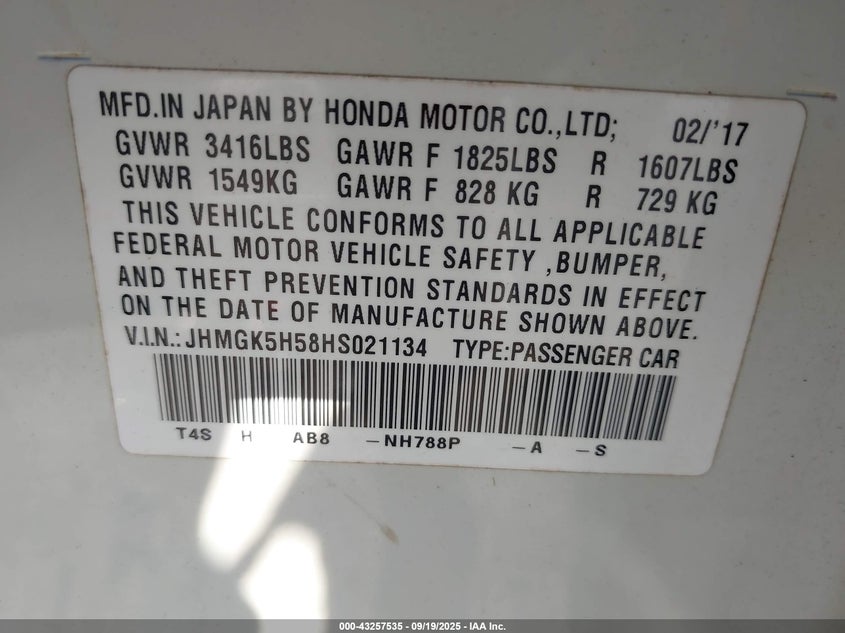 MFD.IN JAPAN BY HONDA MOTOR CO.,LTD; 02/'17
GVWR 3416LBS GAWR F 1825LBS R 1607LBS
GVWR 1549KG GAWR F 828 KG R 729 KG
THIS VEHICLE CONFORMS TO ALL APPLICABLE
FEDERAL MOTOR VEHICLE SAFETY ,BUMPER,
AND THEFT PREVENTION STANDARDS IN EFFECT
ON THE DATE OF MANUFACTURE SHOWN ABOVE.
V.I.N.: JHMGK5H58HS021134 TYPE:PASSENGER CAR
T4S H AB8 –NH788P –A –S
000-43257535 - 09/19/2025 - IAA Inc.